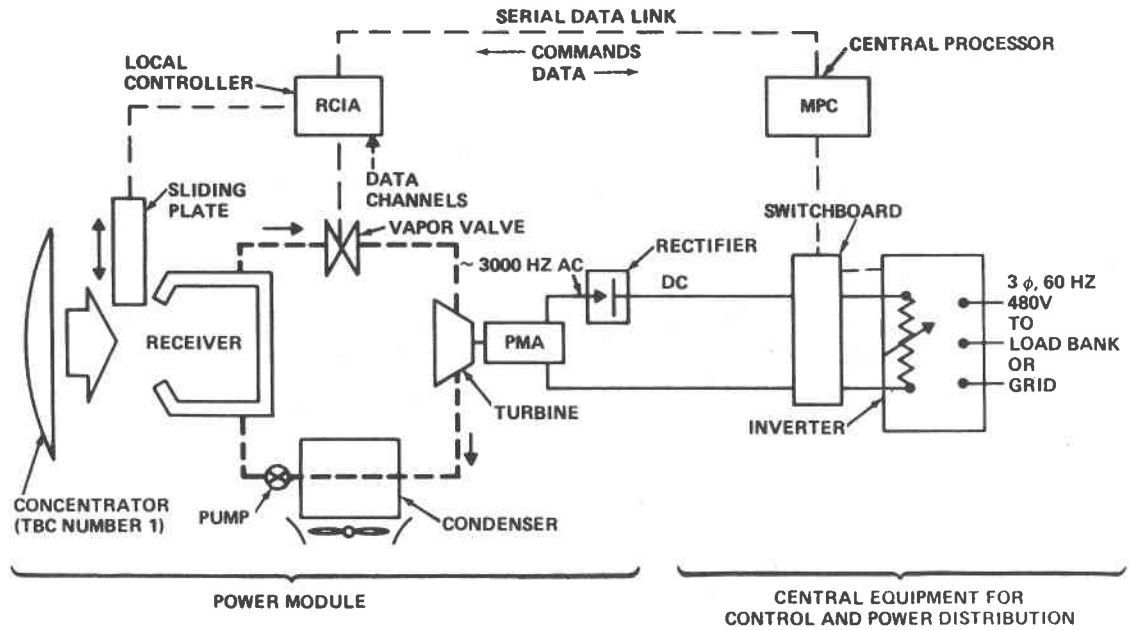 SERIAL DATA LINK
COMMANDS
DATA
CENTRAL PROCESSOR
LOCAL
CONTROLLER
RCIA
MPC
DATA
CHANNELS
SLIDING
PLATE
VAPOR VALVE
SWITCHBOARD
RECTIFIER
~ 3000 HZ AC
DC
3 φ, 60 HZ
480V
TO
LOAD BANK
OR
GRID
RECEIVER
PMA
TURBINE
INVERTER
CONCENTRATOR
(TBC NUMBER 1)
PUMP
CONDENSER
POWER MODULE
CENTRAL EQUIPMENT FOR
CONTROL AND POWER DISTRIBUTION